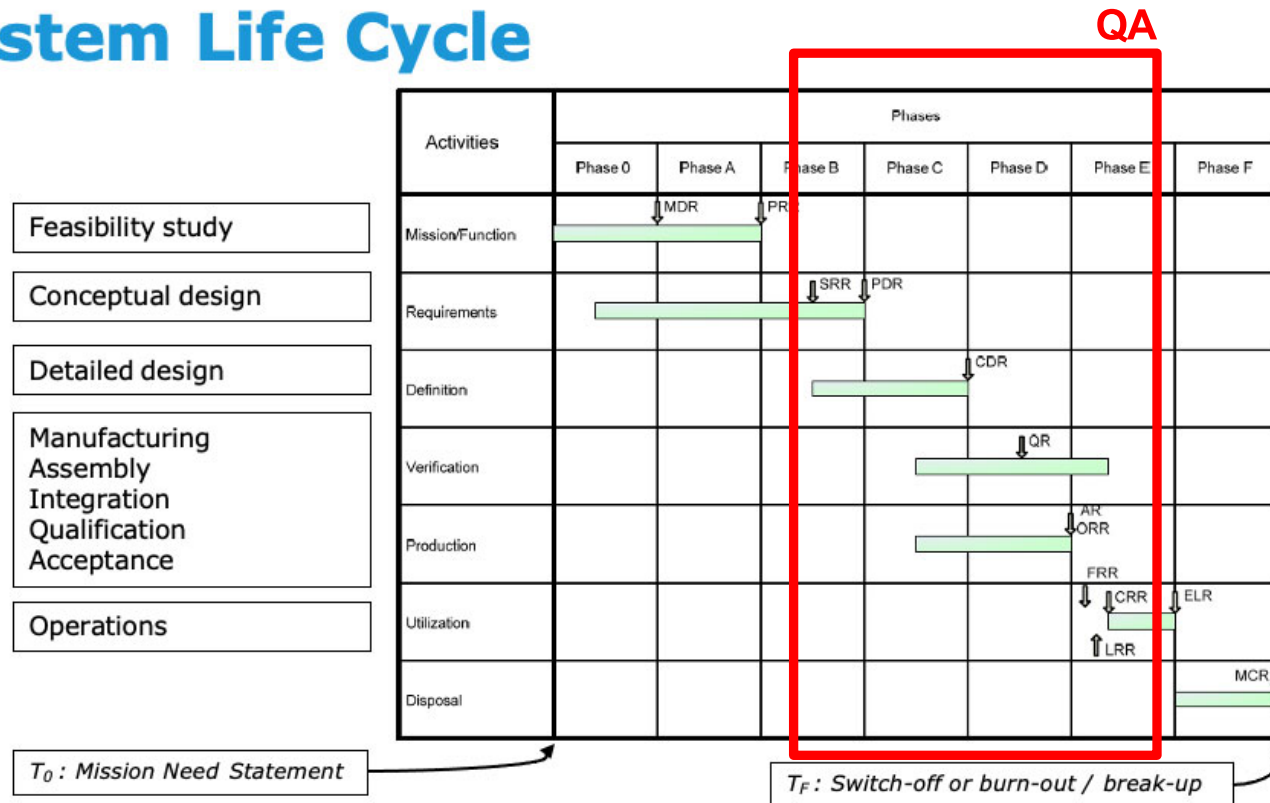 stem Life Cycle
QA
Activities
Phases
Phase 0
Phase A
Phase B
Phase C
Phase D
Phase E
Phase F
Feasibility study
Mission/Function
MDR
PRR
Conceptual design
Requirements
SRR
PDR
Detailed design
Definition
CDR
Manufacturing
Assembly
Integration
Qualification
Acceptance
Verification
QR
Production
AR
ORR
Operations
Utilization
FRR
CRR
ELR
LRR
Disposal
MCR
T₀ : Mission Need Statement
T_F : Switch-off or burn-out / break-up